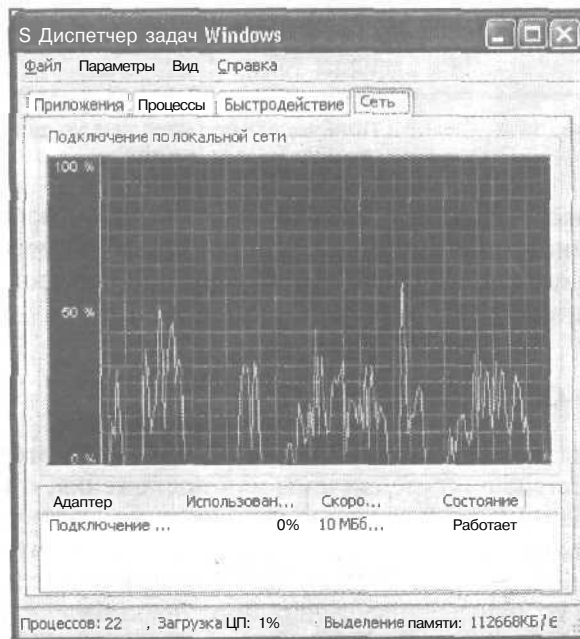 S Диспетчер задач Windows
Файл Параметры Вид Справка
Приложения Процессы Быстродействие Сеть
Подключение по локальной сети
100 %
50 %
0 %
Адаптер Использован... Скоро... Состояние
Подключение ... 0% 10 МБб... Работает
Процессов: 22 , Загрузка ЦП: 1% Выделение памяти: 112668КБ/Є